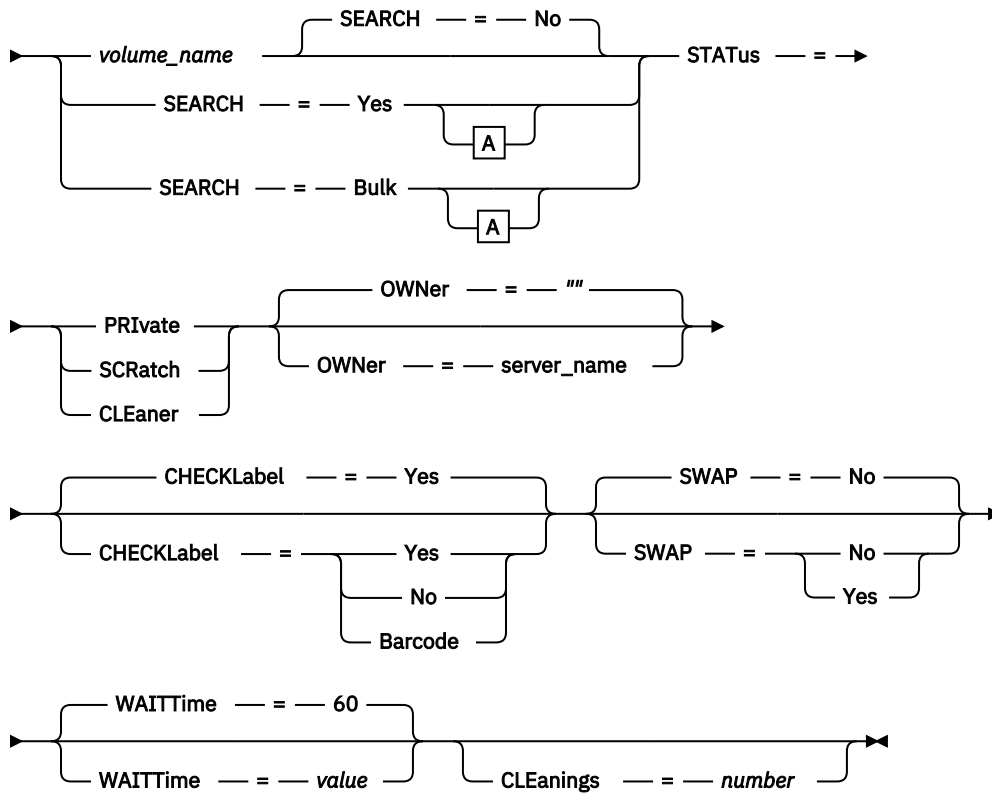 SEARCH = No
volume_name STATus =
SEARCH = Yes
A
SEARCH = Bulk
A
OWNer = ""
PRIvate
OWNer = server_name
SCRatch
CLEaner
CHECKLabel = Yes SWAP = No
CHECKLabel = Yes SWAP = No
No Yes
Barcode
WAITTime = 60
WAITTime = value CLEanings = number